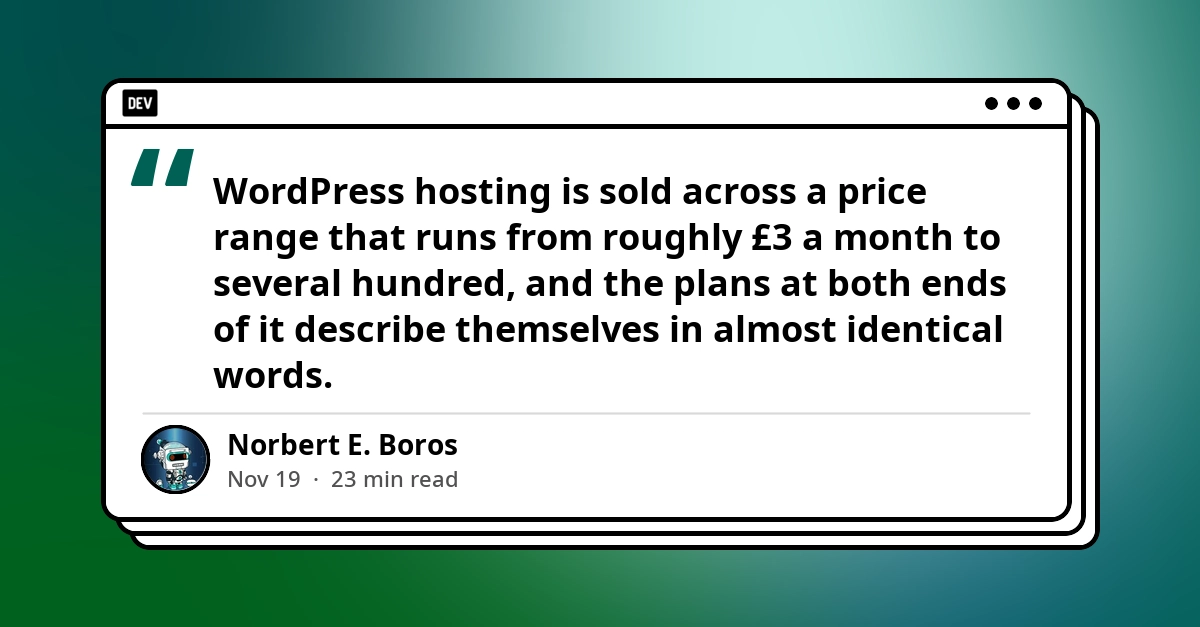 DEV
“
WordPress hosting is sold across a price
range that runs from roughly £3 a month to
several hundred, and the plans at both ends
of it describe themselves in almost identical
words.
Norbert E. Boros
Nov 19 · 23 min read